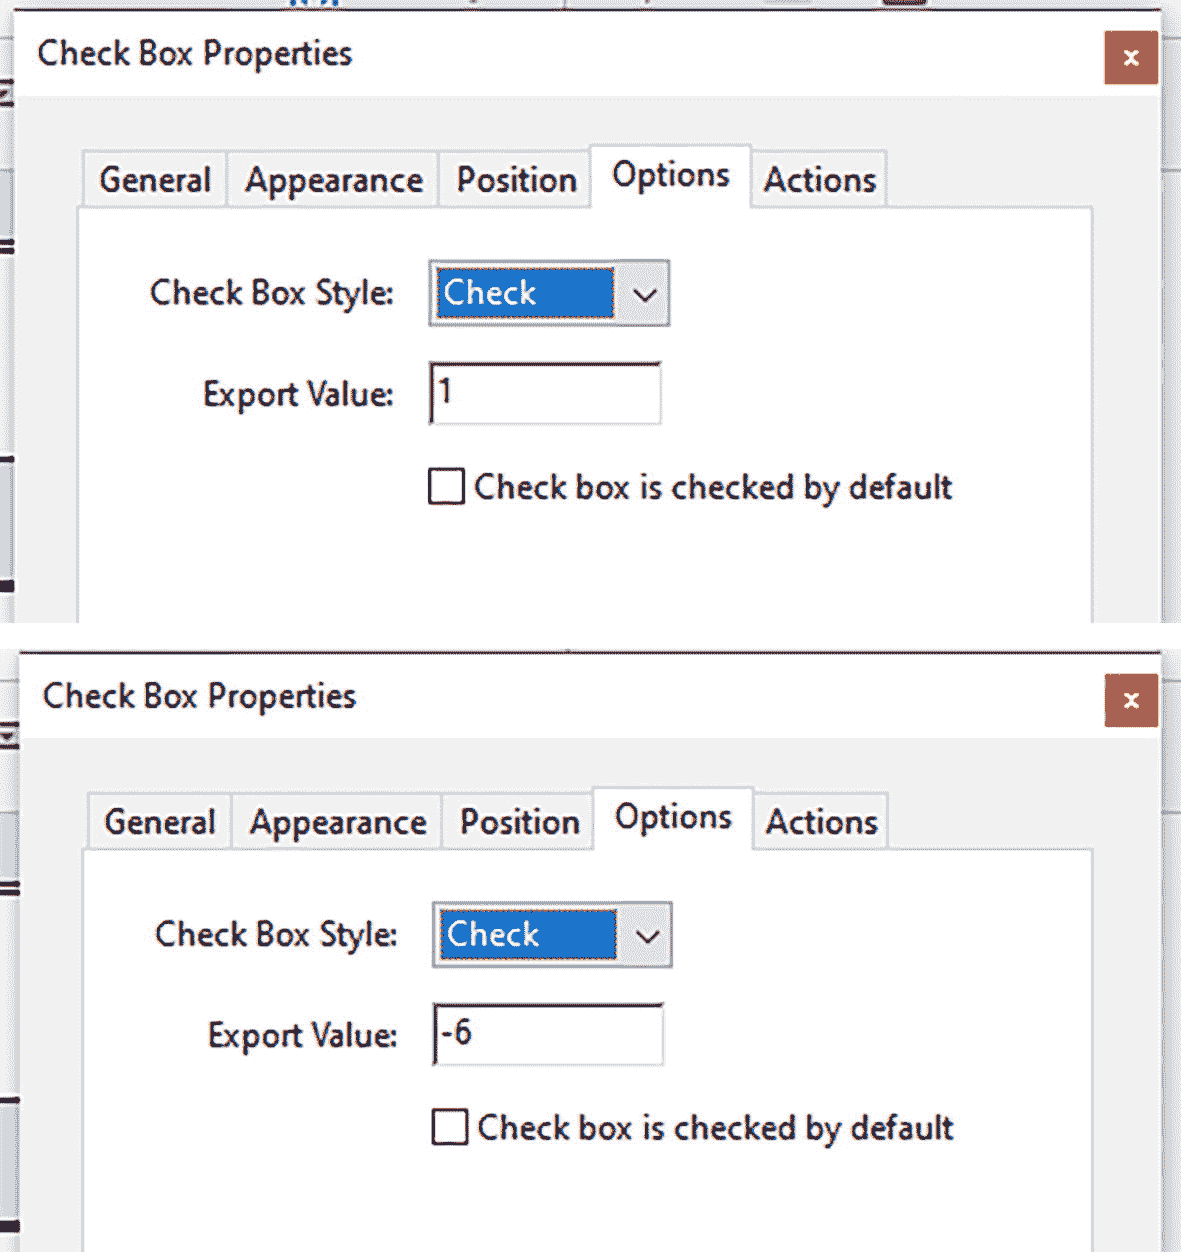 Check Box Properties
x
General Appearance Position Options Actions
Check Box Style: Check
Export Value: 1
Check box is checked by default
Check Box Properties
x
General Appearance Position Options Actions
Check Box Style: Check
Export Value: -6
Check box is checked by default